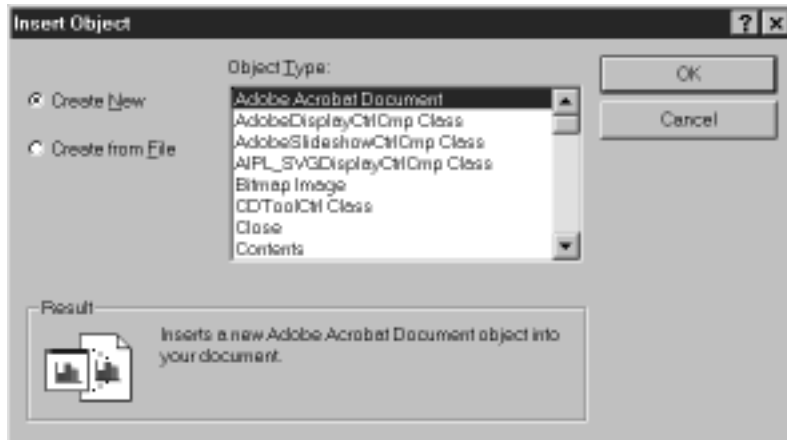 Insert Object
Object Type:
Create New
Create from File
Adobe Acrobat Document
AdobeDisplayCtrlCmp Class
AdobeSlideshowCtrlCmp Class
AIPL_SVGDisplayCtrlCmp Class
Bitmap Image
CDToolCtrl Class
Close
Contents
OK
Cancel
Result
Inserts a new Adobe Acrobat Document object into
your document.